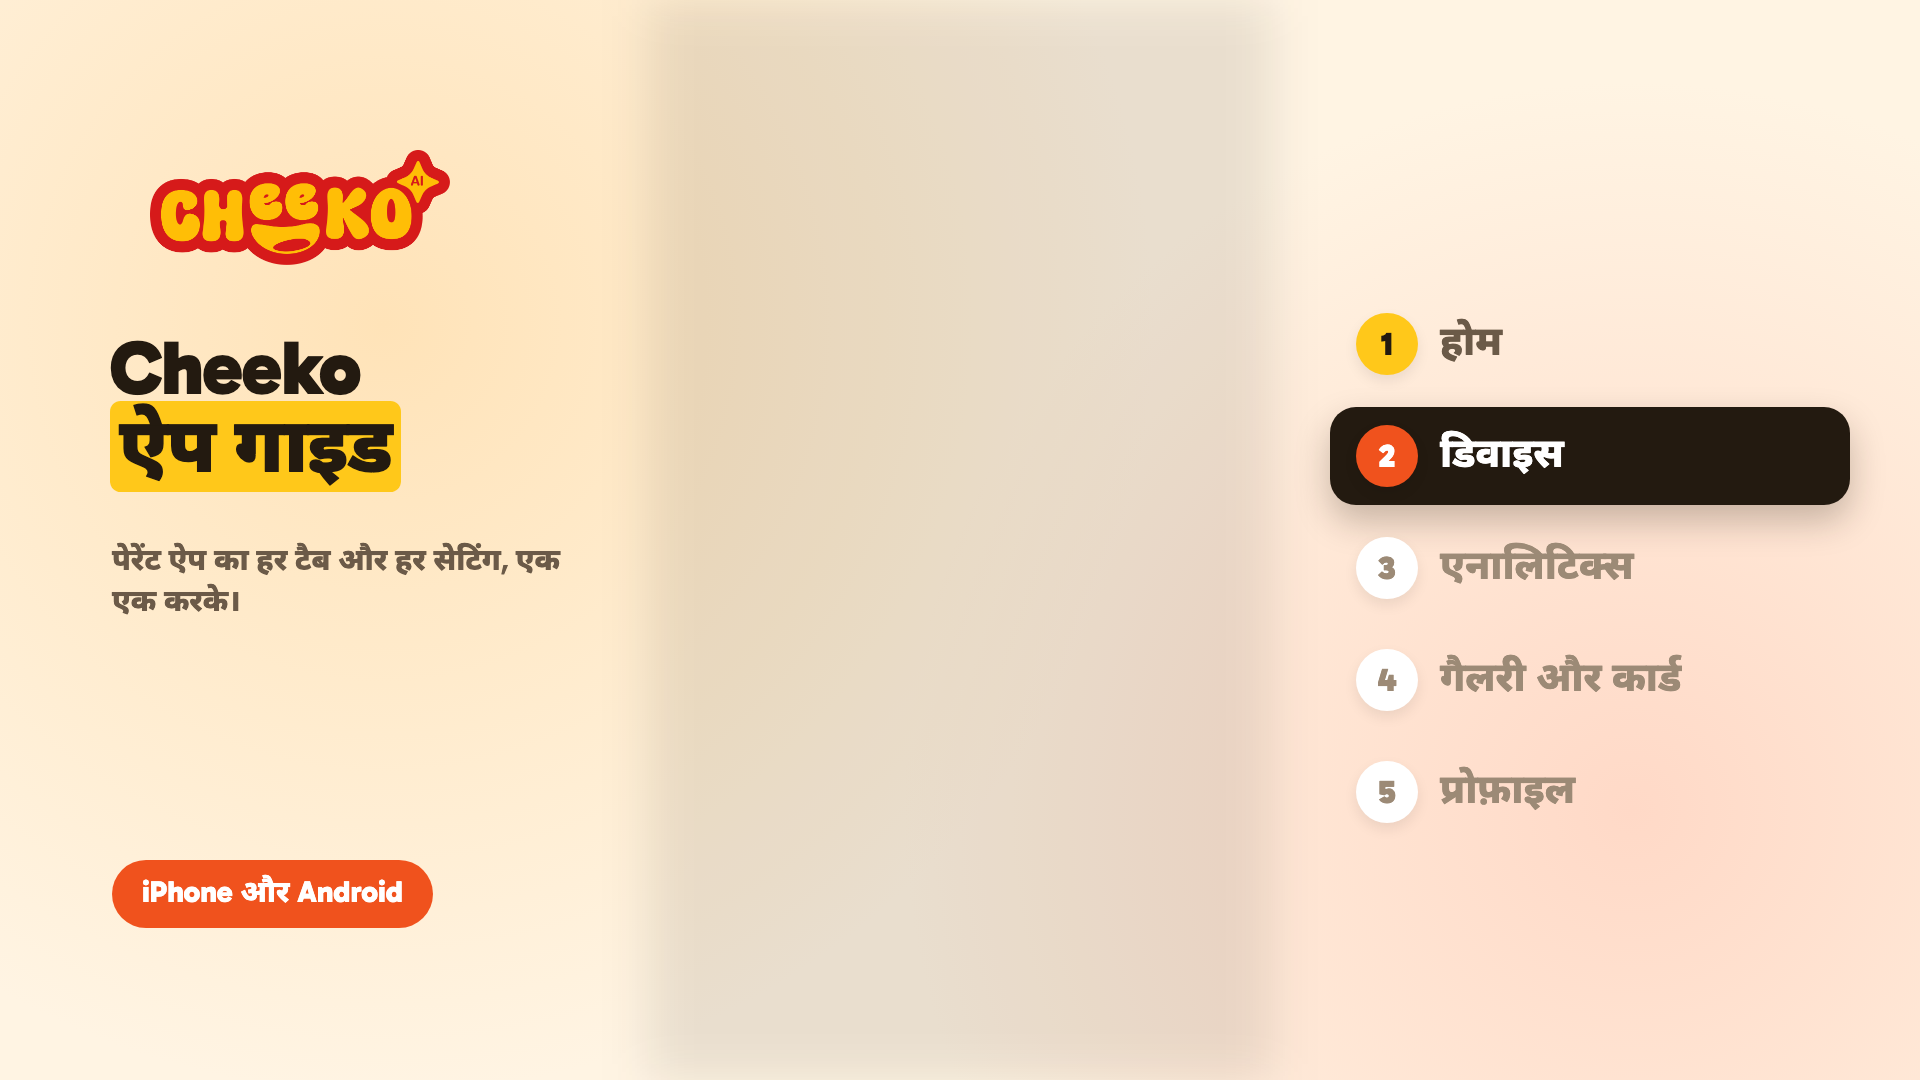 CHeeKO AI
Cheeko
ऐप गाइड
पेरेंट ऐप का हर टैब और हर सेटिंग, एक
एक करके।
iPhone और Android
1 होम
2 डिवाइस
3 एनालिटिक्स
4 गैलरी और कार्ड
5 प्रोफ़ाइल